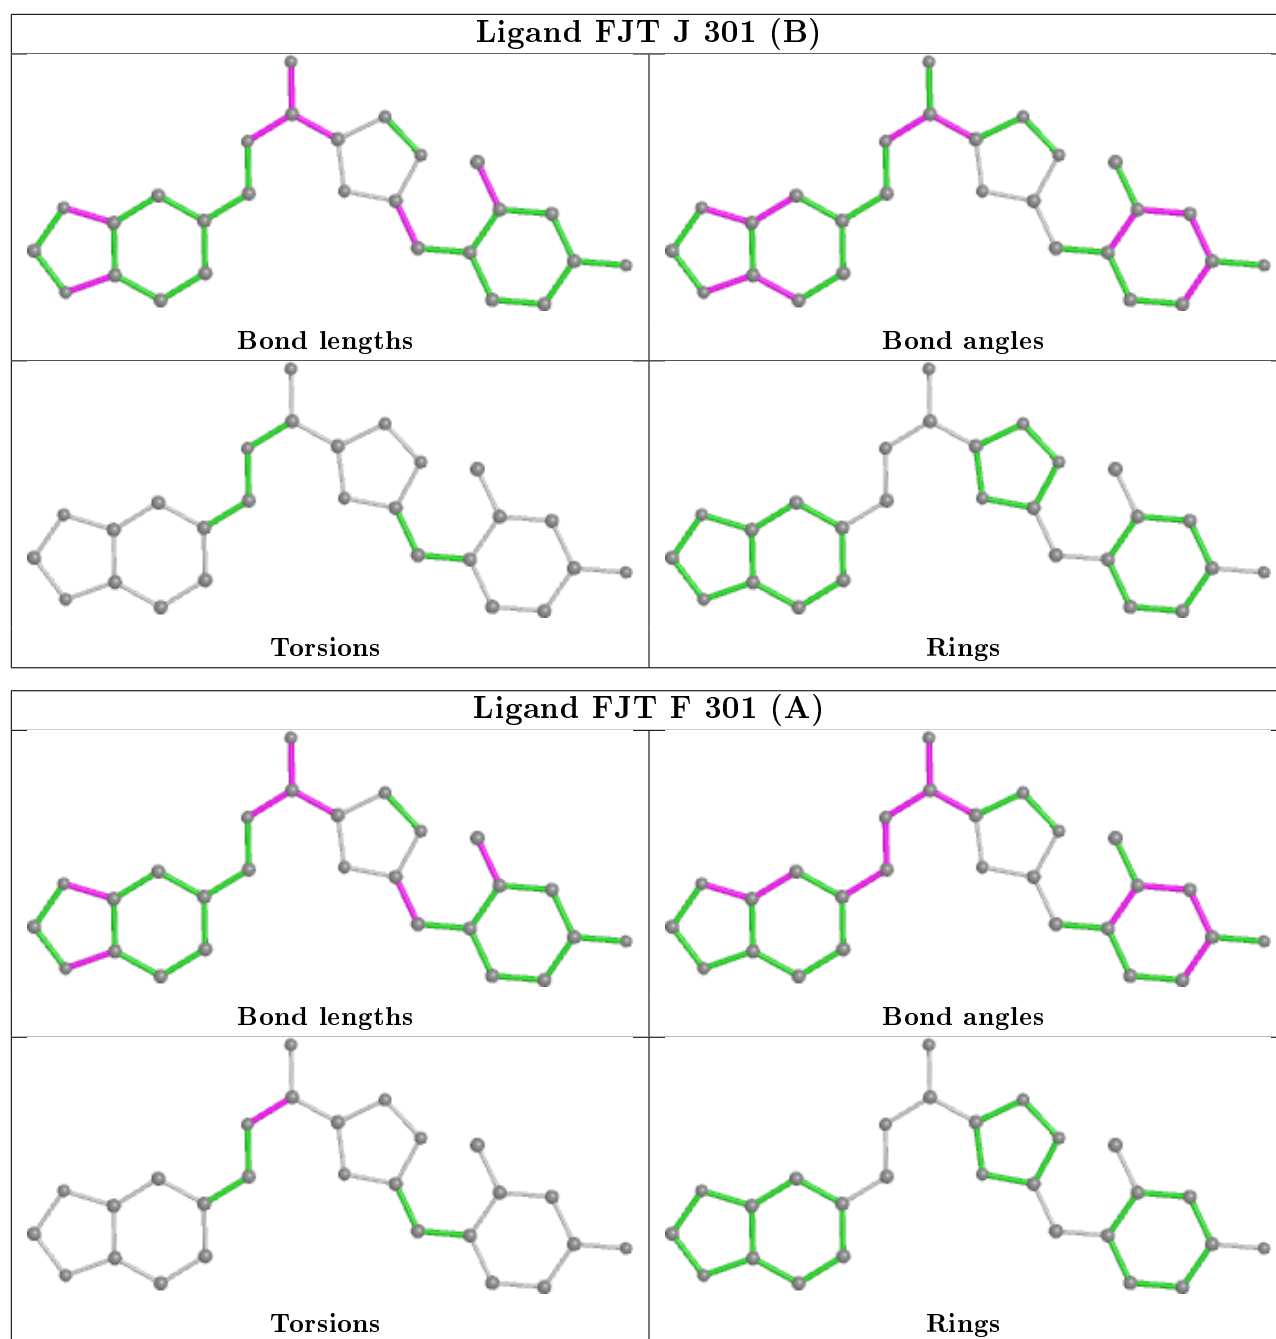 Ligand FJT J 301 (B)
Bond lengths
Bond angles
Torsions
Rings
Ligand FJT F 301 (A)
Bond lengths
Bond angles
Torsions
Rings